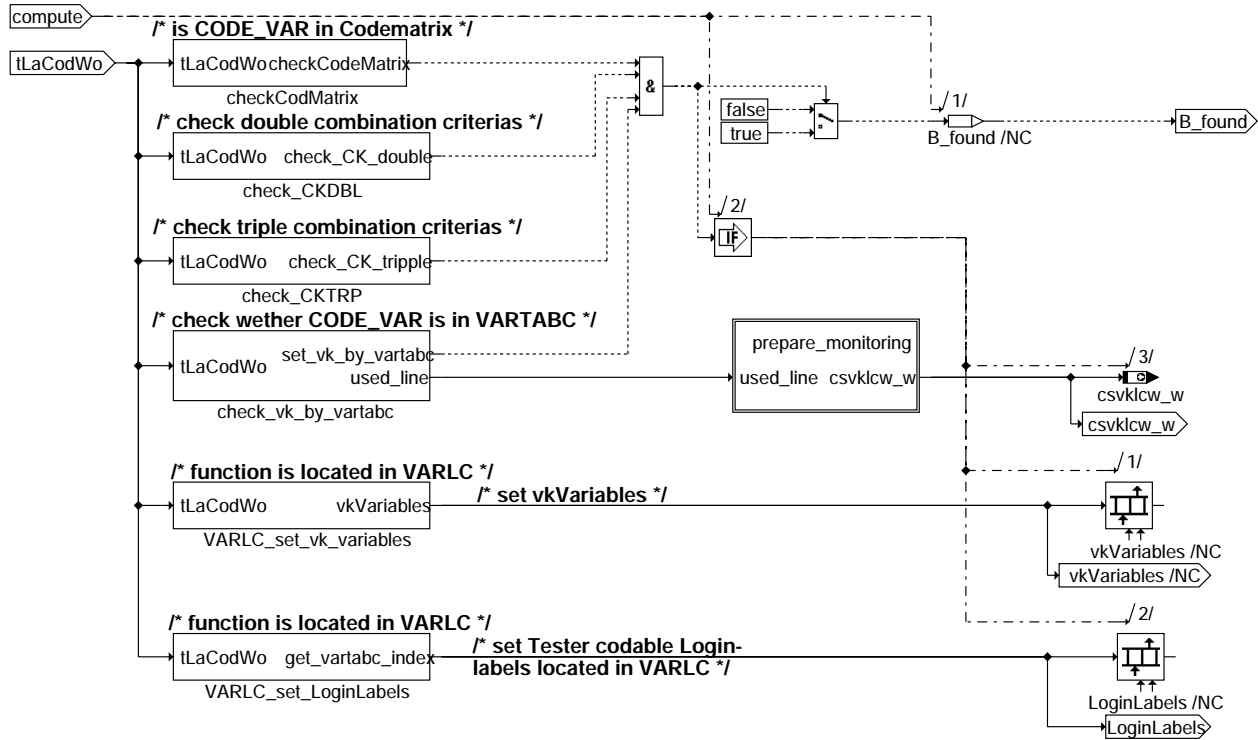 compute
/* is CODE_VAR in Codematrix */
tLaCodWo
tLaCodWo checkCodeMatrix
checkCodMatrix
&
false
true
/1/
B_found /NC
B_found
/* check double combination criterias */
tLaCodWo check_CK_double
check_CKDBL
/2/
IF
/* check triple combination criterias */
tLaCodWo check_CK_tripple
check_CKTRP
/* check wether CODE_VAR is in VARTABC */
tLaCodWo set_vk_by_vartabc
used_line
check_vk_by_vartabc
prepare_monitoring
used_line csvklcw_w
/3/
csvklcw_w
csvklcw_w
/* function is located in VARLC */
tLaCodWo vkVariables
VARLC_set_vk_variables
/* set vkVariables */
/1/
vkVariables /NC
vkVariables /NC
/* function is located in VARLC */
tLaCodWo get_vartabc_index
VARLC_set_LoginLabels
/* set Tester codable Login-
labels located in VARLC */
/2/
LoginLabels /NC
LoginLabels